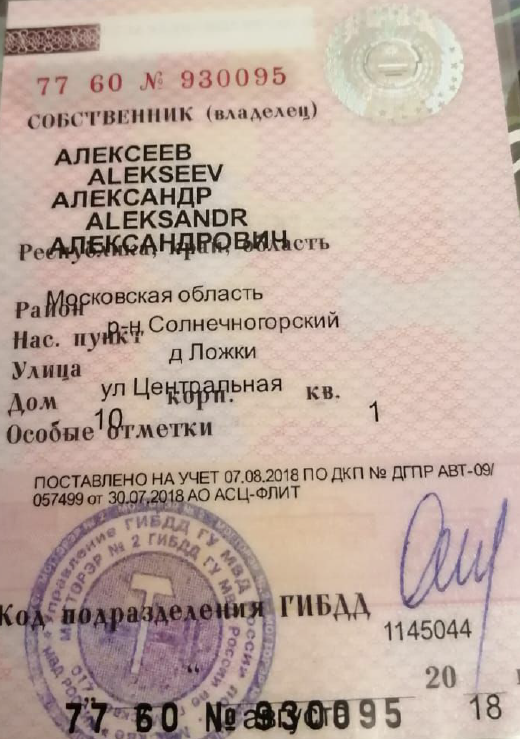 77 60 № 930095
СОБСТВЕННИК (владелец)
АЛЕКСЕЕВ
ALEKSEEV
АЛЕКСАНДР
ALEKSANDR
АЛЕКСАНДРОВИЧ
Республика, край, область
Московская область
Район
р-н Солнечногорский
Нас. пункт
д Ложки
Улица
ул Центральная
Дом корп. кв.
10 1
Особые отметки
ПОСТАВЛЕНО НА УЧЕТ 07.08.2018 ПО ДКП № ДГПР АВТ-09/
057499 от 30.07.2018 АО АСЦ-ФЛИТ
Управление ГИБДД ГУ МВД России
МОТОТРЭР № 2 ГИБДД ГУ МВД России по
Код подразделения ГИБДД
1145044
" 20
августа 18
77 60 № 930095